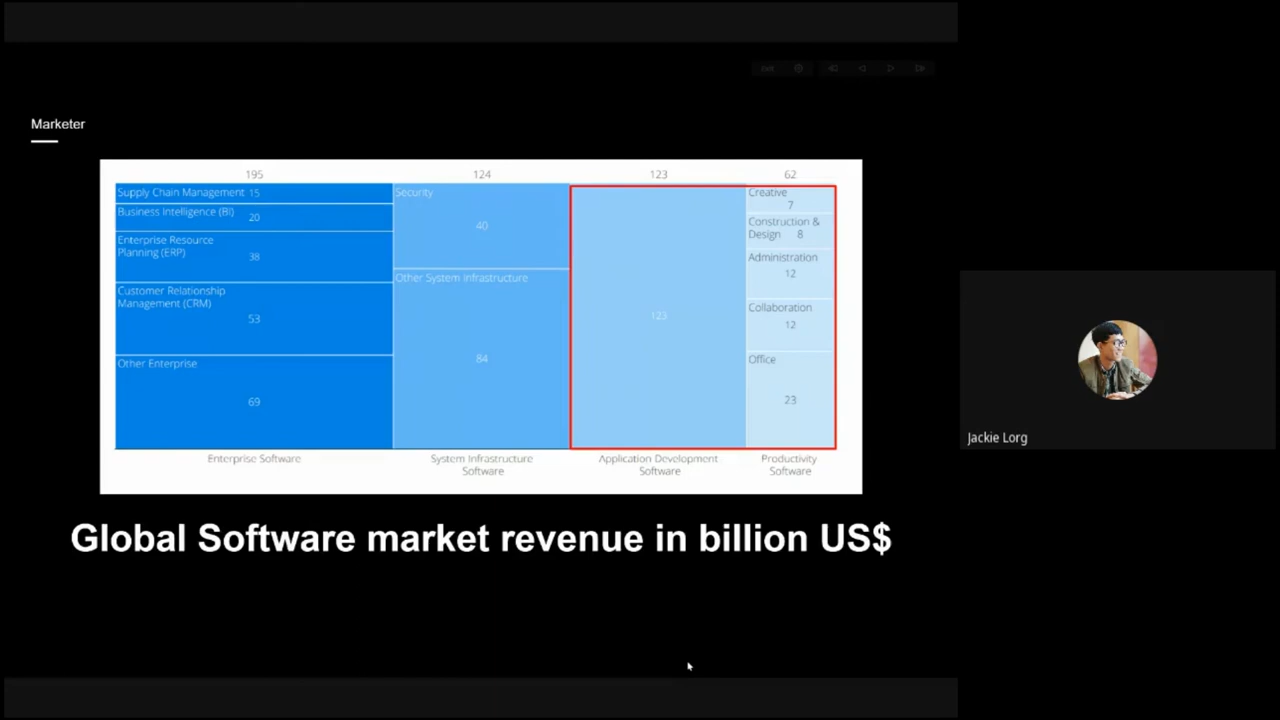 exit
Marketer
195 124 123 62
Supply Chain Management 15
Business Intelligence (BI) 20
Enterprise Resource
Planning (ERP)
38
Customer Relationship
Management (CRM)
53
Other Enterprise
69
Security
40
Other System infrastructure
84
123
Creative
7
Construction &
Design 8
Administration
12
Collaboration
12
Office
23
Enterprise Software
System Infrastructure
Software
Application Development
Software
Productivity
Software
Global Software market revenue in billion US$
Jackie Lorg